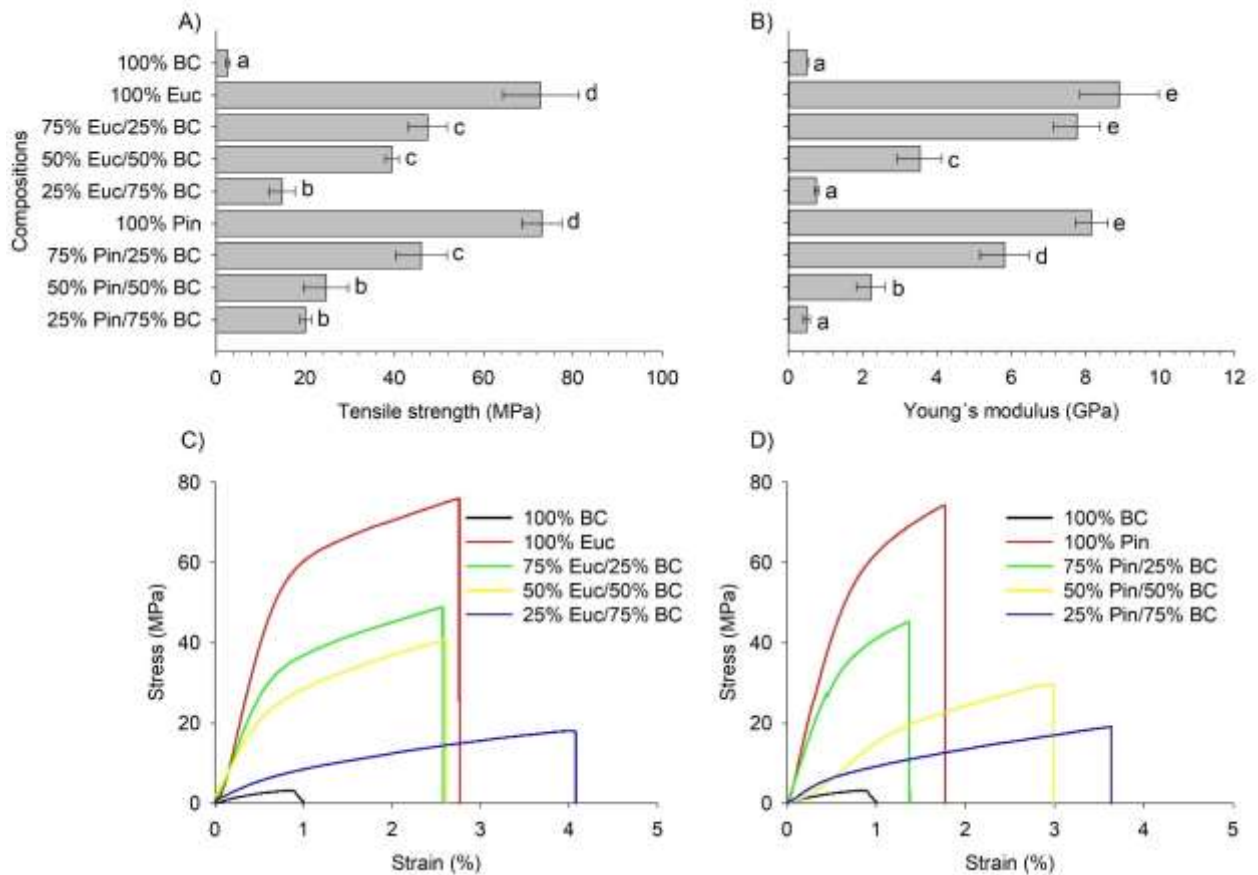 A)
Compositions
100% BC
100% Euc
75% Euc/25% BC
50% Euc/50% BC
25% Euc/75% BC
100% Pin
75% Pin/25% BC
50% Pin/50% BC
25% Pin/75% BC
a
d
c
c
b
d
c
b
b
0 20 40 60 80 100
Tensile strength (MPa)
B)
a
e
e
c
a
e
d
b
a
0 2 4 6 8 10 12
Young´s modulus (GPa)
C)
Stress (MPa)
80
60
40
20
0
100% BC
100% Euc
75% Euc/25% BC
50% Euc/50% BC
25% Euc/75% BC
0 1 2 3 4 5
Strain (%)
D)
Stress (MPa)
80
60
40
20
0
100% BC
100% Pin
75% Pin/25% BC
50% Pin/50% BC
25% Pin/75% BC
0 1 2 3 4 5
Strain (%)